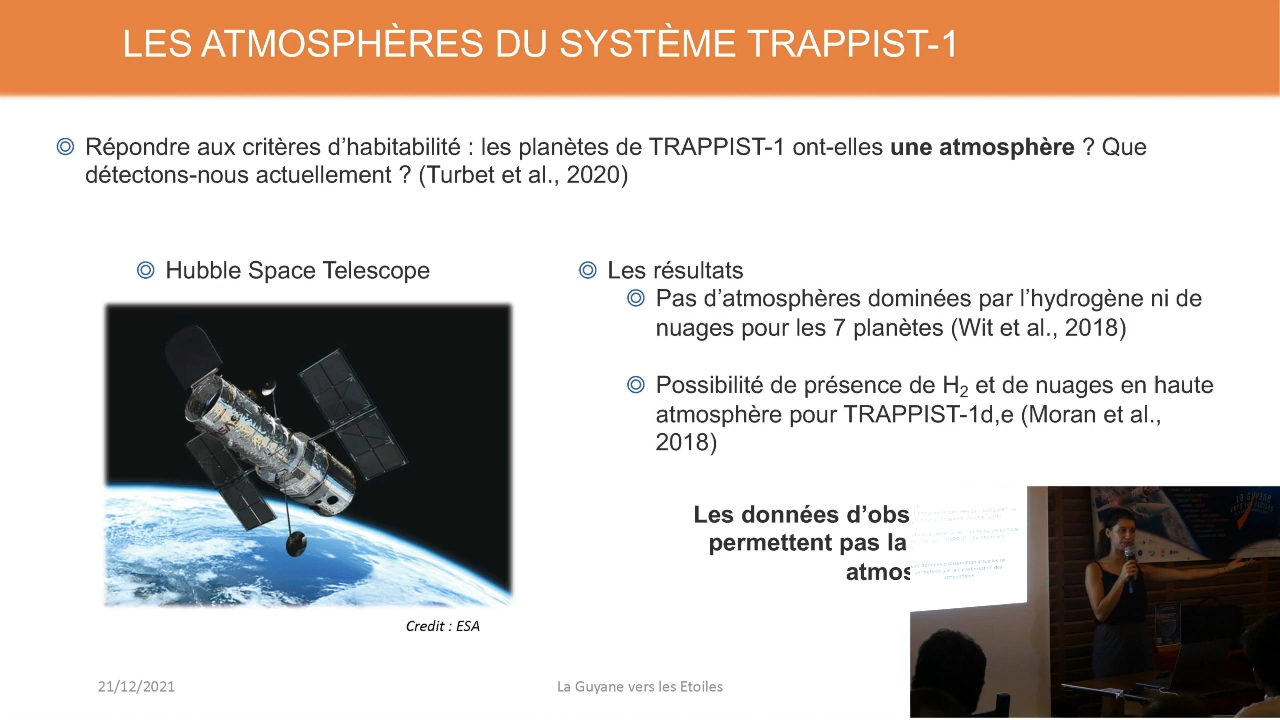 LES ATMOSPHÈRES DU SYSTÈME TRAPPIST-1
Répondre aux critères d’habitabilité : les planètes de TRAPPIST-1 ont-elles une atmosphère ? Que
détectons-nous actuellement ? (Turbet et al., 2020)
Hubble Space Telescope
Les résultats
Pas d’atmosphères dominées par l’hydrogène ni de
nuages pour les 7 planètes (Wit et al., 2018)
Possibilité de présence de H₂ et de nuages en haute
atmosphère pour TRAPPIST-1d,e (Moran et al.,
2018)
Les données d’obs
permettent pas la
atmos
Credit : ESA
21/12/2021
La Guyane vers les Etoiles
LA GUYANE